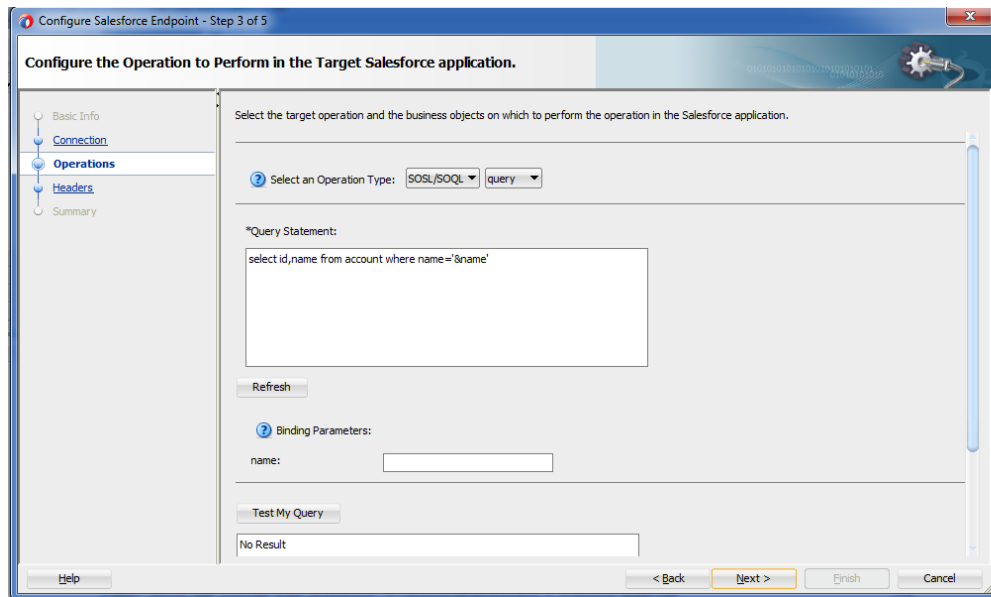 Configure Salesforce Endpoint - Step 3 of 5
Configure the Operation to Perform in the Target Salesforce application.
Basic Info
Connection
Operations
Headers
Summary
Select the target operation and the business objects on which to perform the operation in the Salesforce application.
Select an Operation Type: SOSL/SOQL query
*Query Statement:
select id,name from account where name='&name'
Refresh
Binding Parameters:
name:
Test My Query
No Result
Help
< Back
Next >
Finish
Cancel